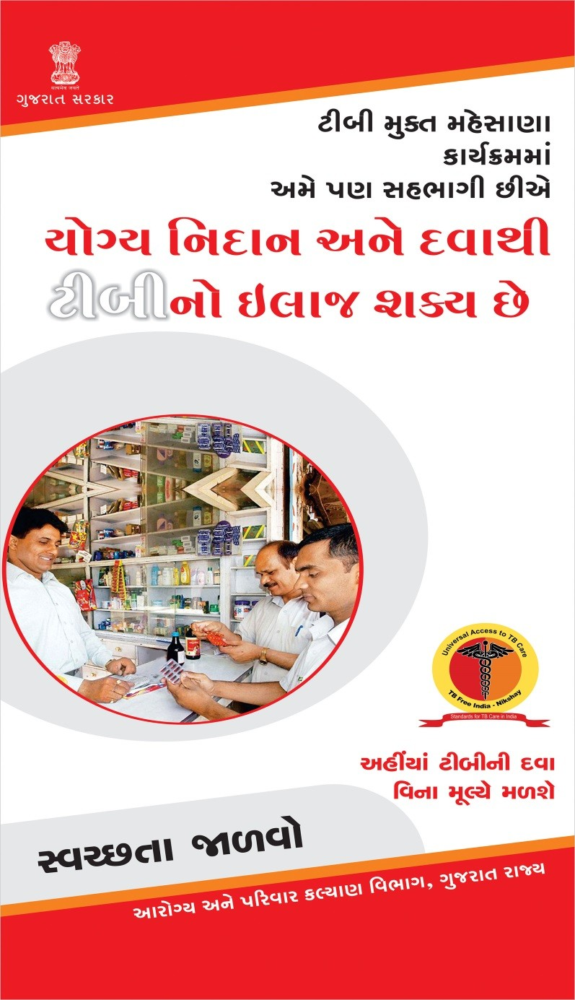 सत्यमेव जयते
ગુજરાત સરકાર
ટીબી મુક્ત મહેસાણા
કાર્યક્રમમાં
અમે પણ સહભાગી છીએ
યોગ્ય નિદાન અને દવાથી
ટીબીનો ઇલાજ શક્ય છે
Universal Access to TB Care
TB Free India - Nikshay
Standards for TB Care in India
અહીંયાં ટીબીની દવા
વિના મૂલ્યે મળશે
સ્વચ્છતા જાળવો
આરોગ્ય અને પરિવાર કલ્યાણ વિભાગ, ગુજરાત રાજ્ય